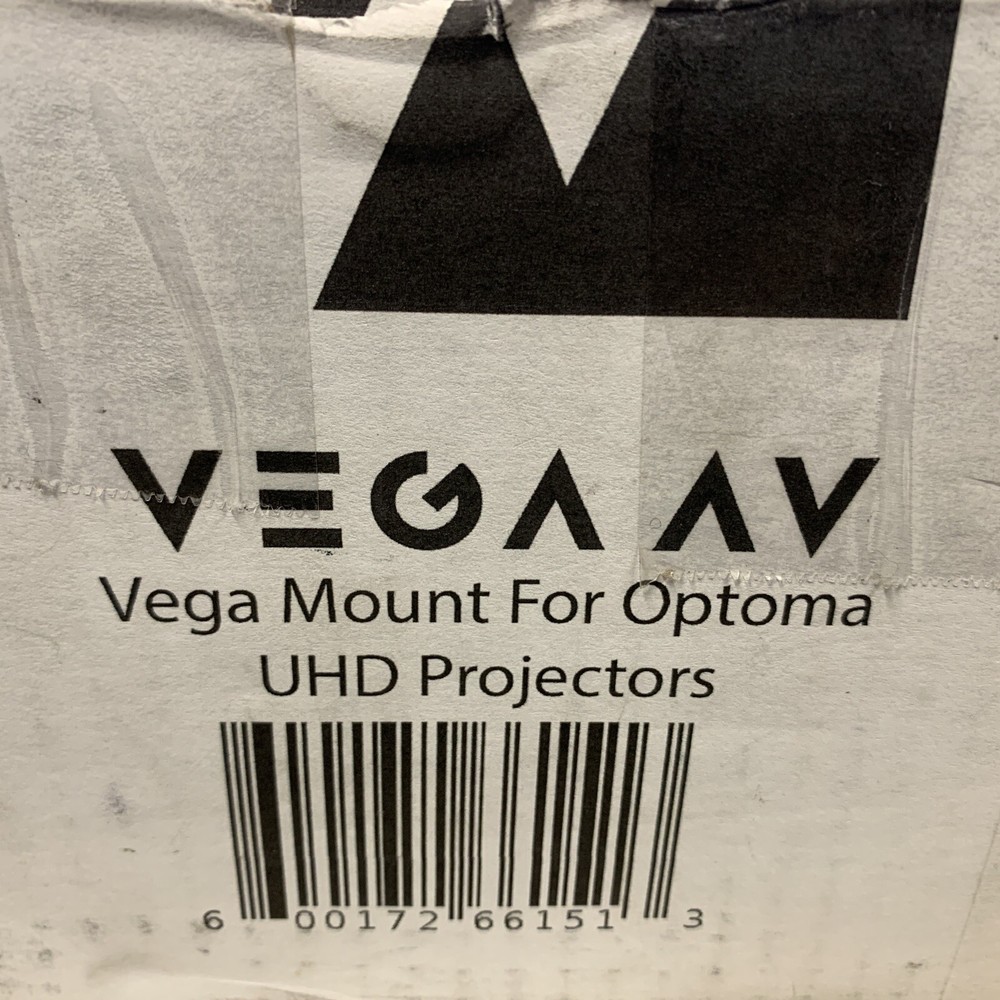 VEGA AV
Vega Mount For Optoma
UHD Projectors
6 00172 66151 3